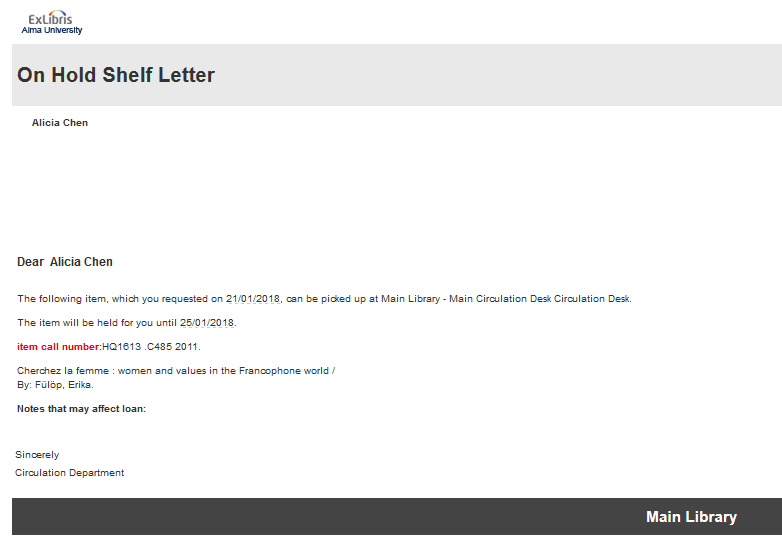 ExLibris
Alma University
On Hold Shelf Letter
Alicia Chen
Dear Alicia Chen
The following item, which you requested on 21/01/2018, can be picked up at Main Library - Main Circulation Desk Circulation Desk.
The item will be held for you until 25/01/2018.
item call number:HQ1613 .C485 2011.
Cherchez la femme : women and values in the Francophone world /
By: Fülöp, Erika.
Notes that may affect loan:
Sincerely
Circulation Department
Main Library